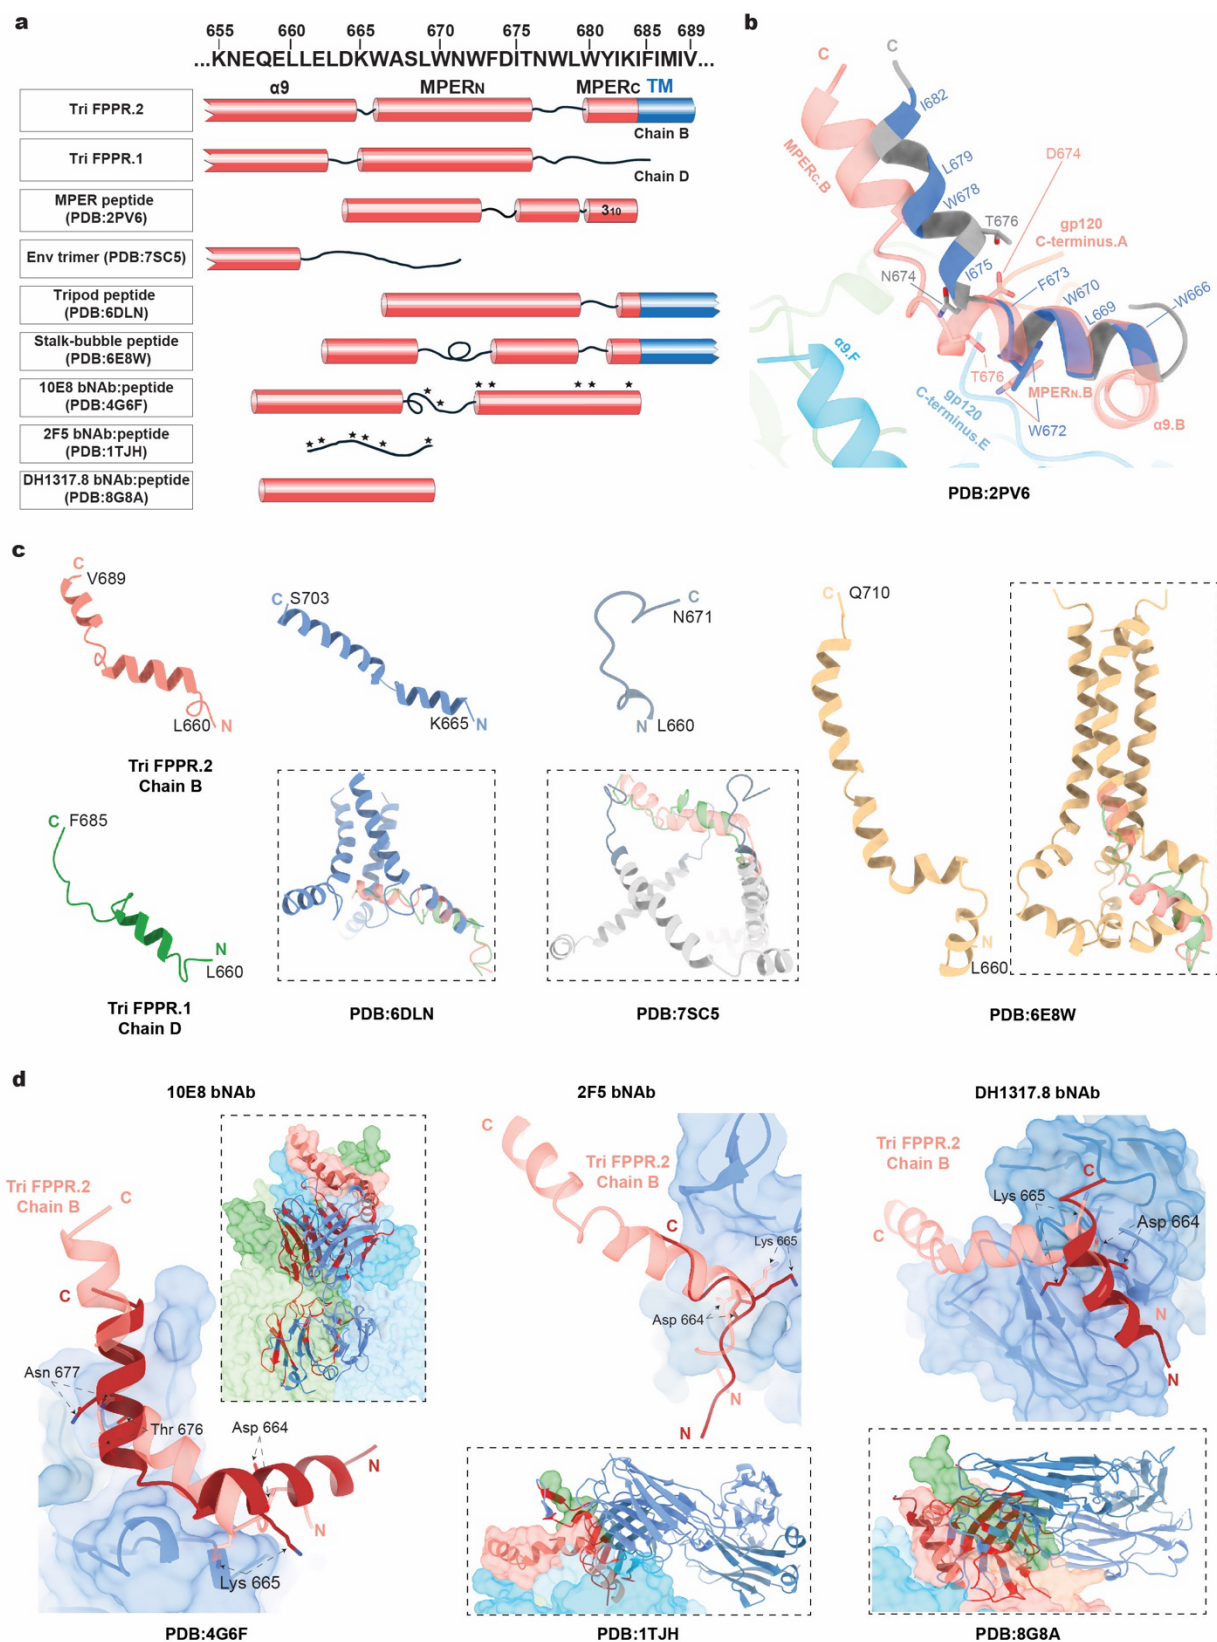 a
655 660 665 670 675 680 685 689
...KNEQELLELDKWASLWNWFDITNWLWYIKIFIMIV...
α9 MPERN MPERC TM
Tri FPPR.2
Chain B
Tri FPPR.1
Chain D
MPER peptide
(PDB:2PV6)
310
Env trimer (PDB:7SC5)
Tripod peptide
(PDB:6DLN)
Stalk-bubble peptide
(PDB:6E8W)
10E8 bNAb:peptide
(PDB:4G6F)
2F5 bNAb:peptide
(PDB:1TJH)
DH1317.8 bNAb:peptide
(PDB:8G8A)
b
C
C
I682
MPERC.B
L679
W678
D674
T676
gp120
C-terminus.A
I675
N674
F673
W670
L669
W666
α9.F
T676
MPERN.B
gp120
C-terminus.E
W672
α9.B
PDB:2PV6
c
C
V689
L660
N
Tri FPPR.2
Chain B
C
F685
N
L660
Tri FPPR.1
Chain D
C
S703
K665
N
PDB:6DLN
C
N671
N
L660
PDB:7SC5
C
Q710
N
L660
PDB:6E8W
d
10E8 bNAb
Tri FPPR.2
Chain B
C
C
Asn 677
Thr 676
Asp 664
N
N
Lys 665
PDB:4G6F
2F5 bNAb
C
Tri FPPR.2
Chain B
C
Lys 665
Asp 664
N
N
PDB:1TJH
DH1317.8 bNAb
Tri FPPR.2
Chain B
C
Lys 665
Asp 664
C
N
N
PDB:8G8A